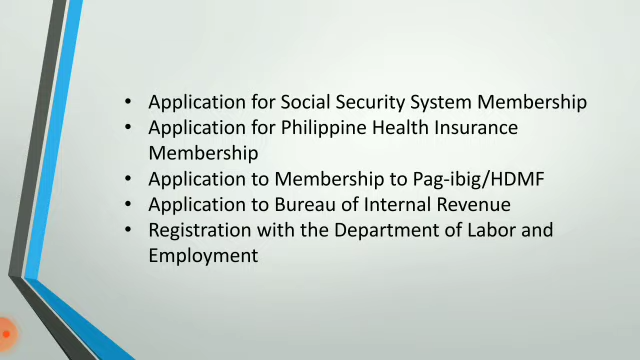 • Application for Social Security System Membership
• Application for Philippine Health Insurance
Membership
• Application to Membership to Pag-ibig/HDMF
• Application to Bureau of Internal Revenue
• Registration with the Department of Labor and
Employment